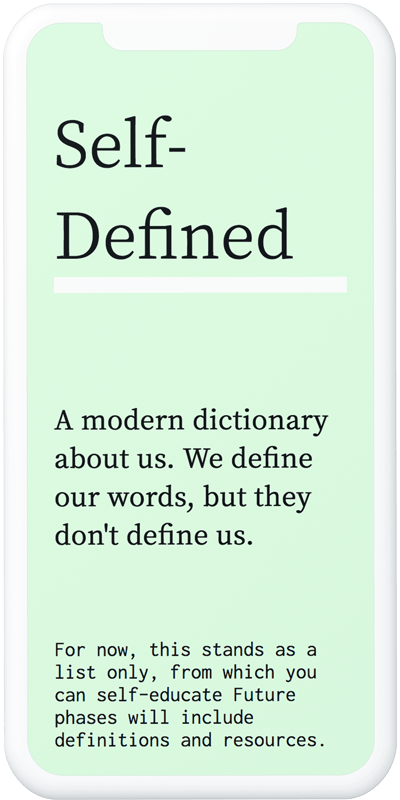 Self-
Defined
A modern dictionary
about us. We define
our words, but they
don't define us.
For now, this stands as a
list only, from which you
can self-educate Future
phases will include
definitions and resources.